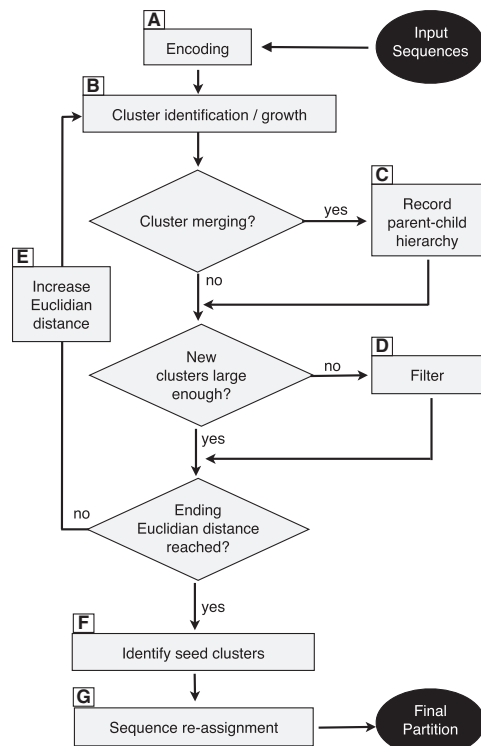 A
Input
Sequences
Encoding
B
Cluster identification / growth
C
Cluster merging?
yes
Record
parent-child
hierarchy
E
Increase
Euclidian
distance
no
New
clusters large
enough?
no
D
Filter
yes
Ending
Euclidian distance
reached?
no
yes
F
Identify seed clusters
G
Sequence re-assignment
Final
Partition